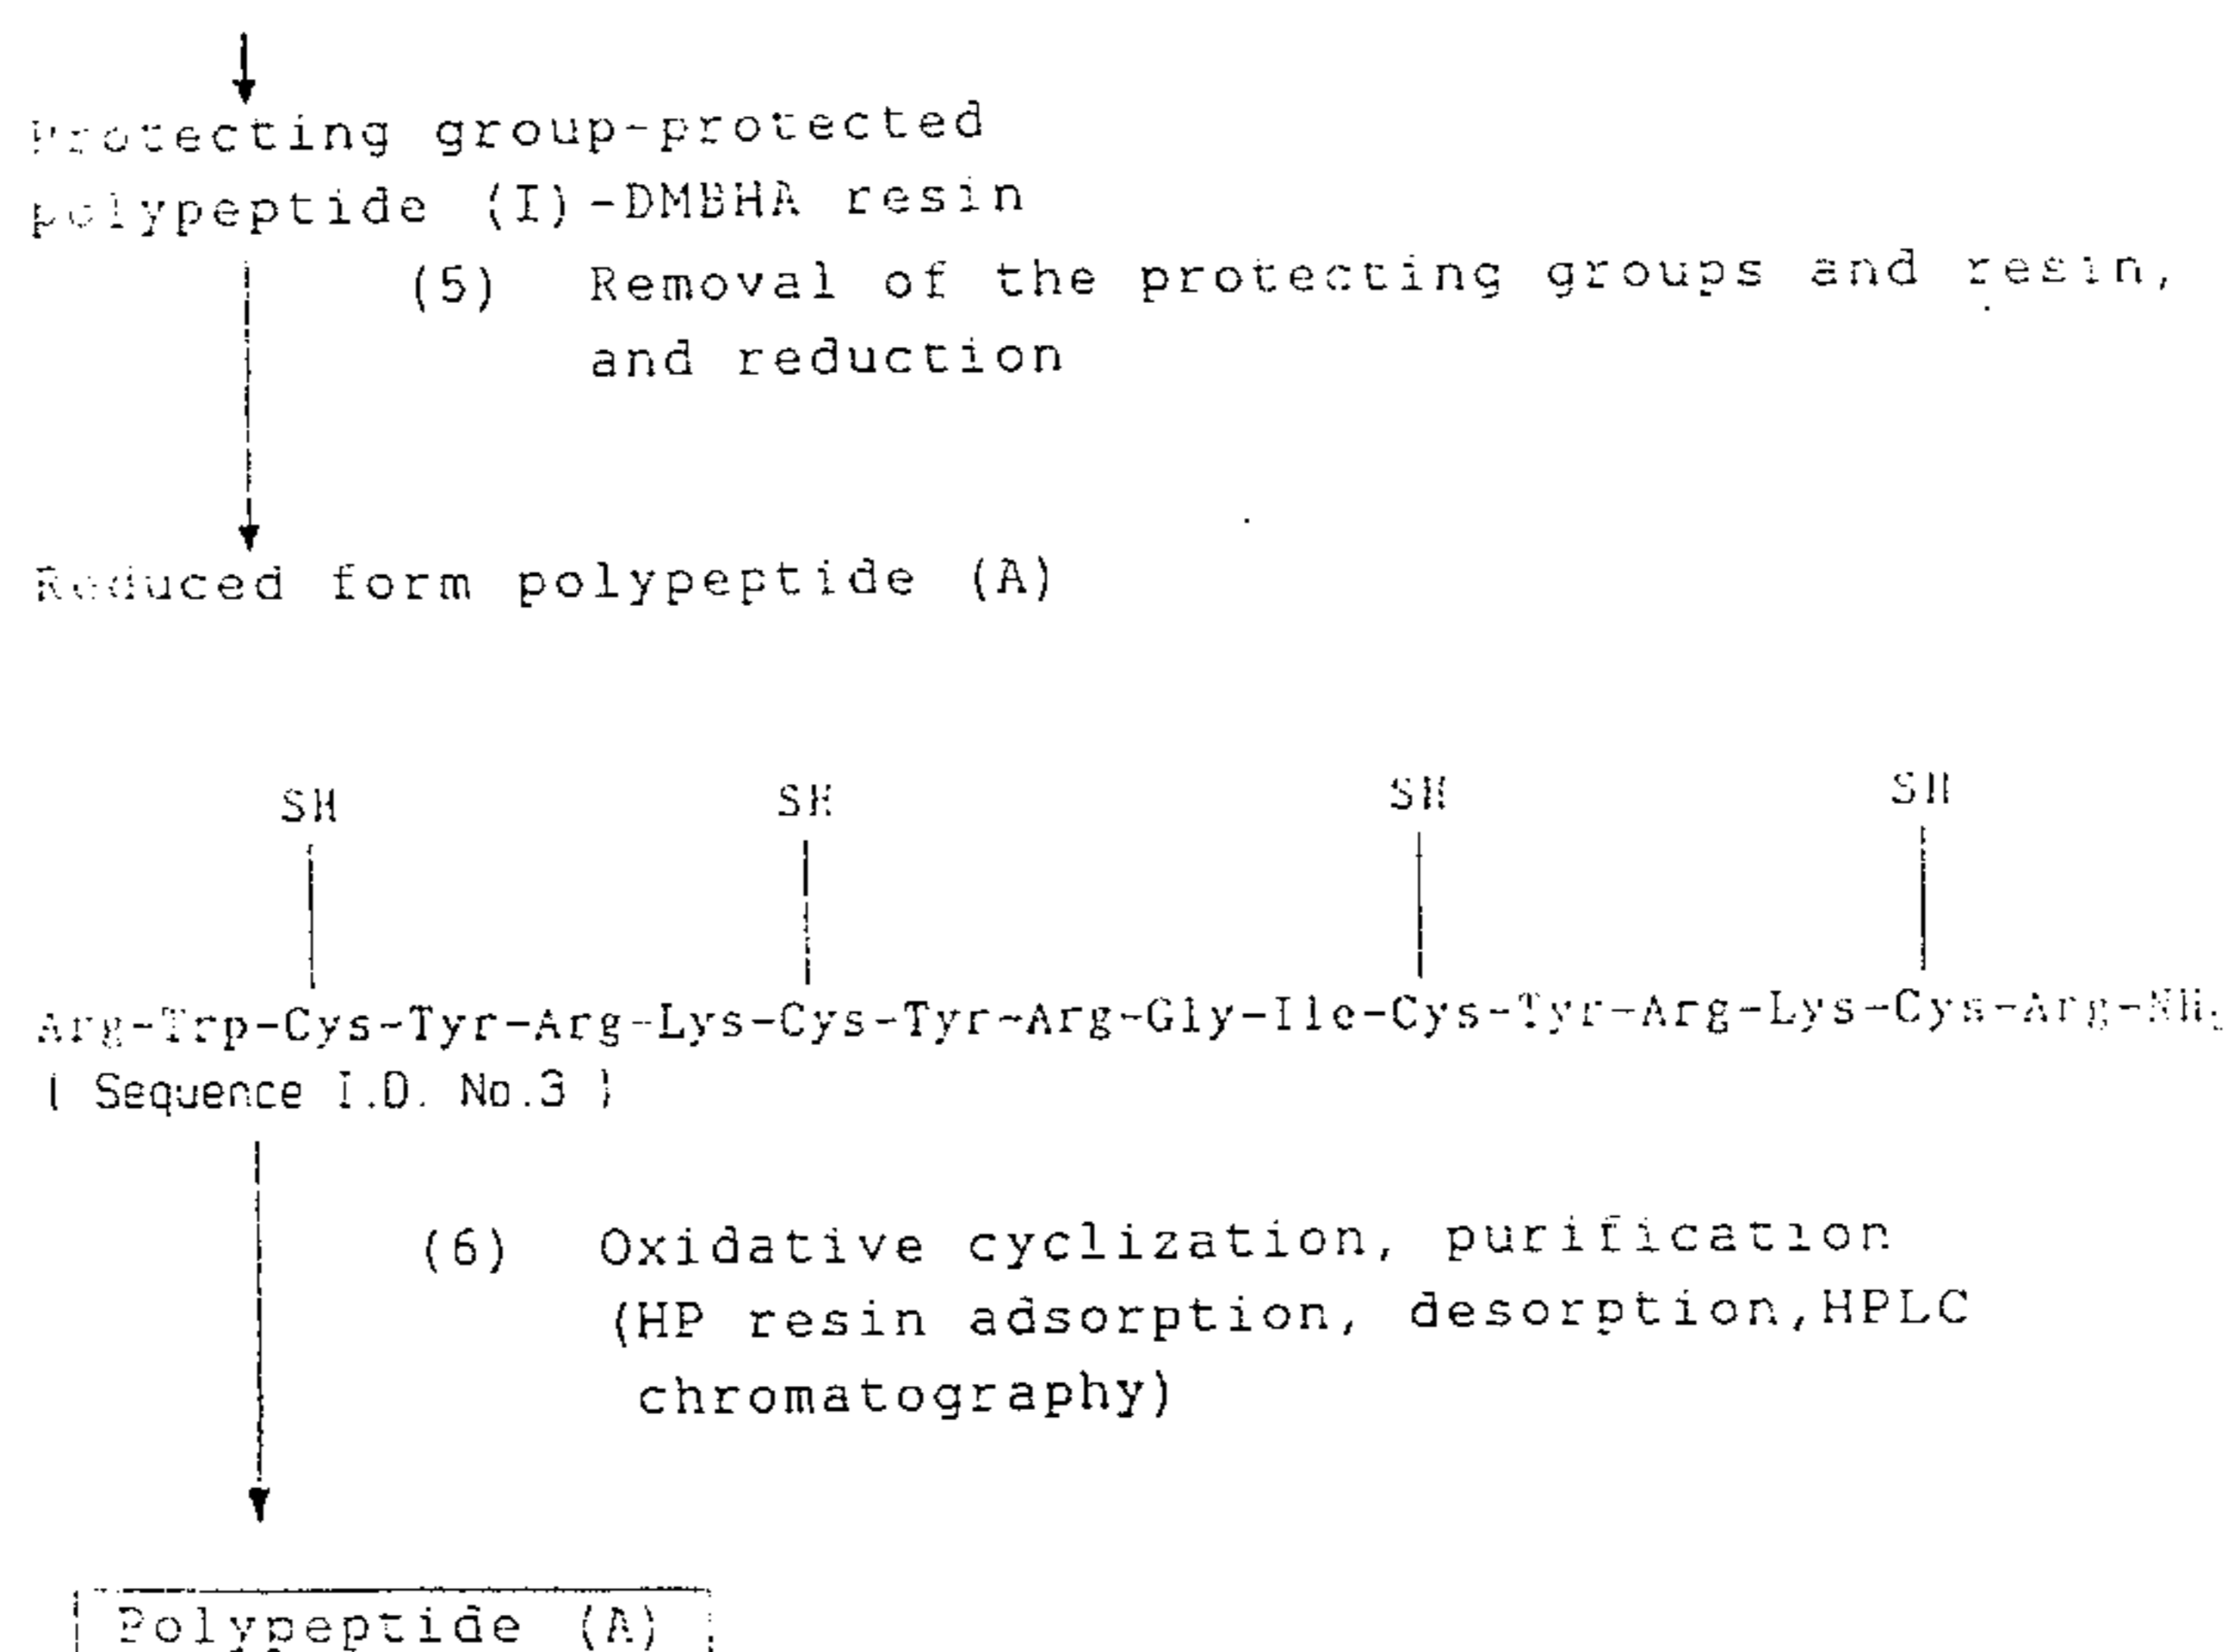 Protecting group-protected
polypeptide (I)-DMBHA resin
(5) Removal of the protecting groups and resin,
and reduction
Reduced form polypeptide (A)
SH SH SH SH
Arg-Trp-Cys-Tyr-Arg-Lys-Cys-Tyr-Arg-Gly-Ile-Cys-Tyr-Arg-Lys-Cys-Arg-NH2
( Sequence I.D. No.3 )
(6) Oxidative cyclization, purification
(HP resin adsorption, desorption,HPLC
chromatography)
Polypeptide (A)